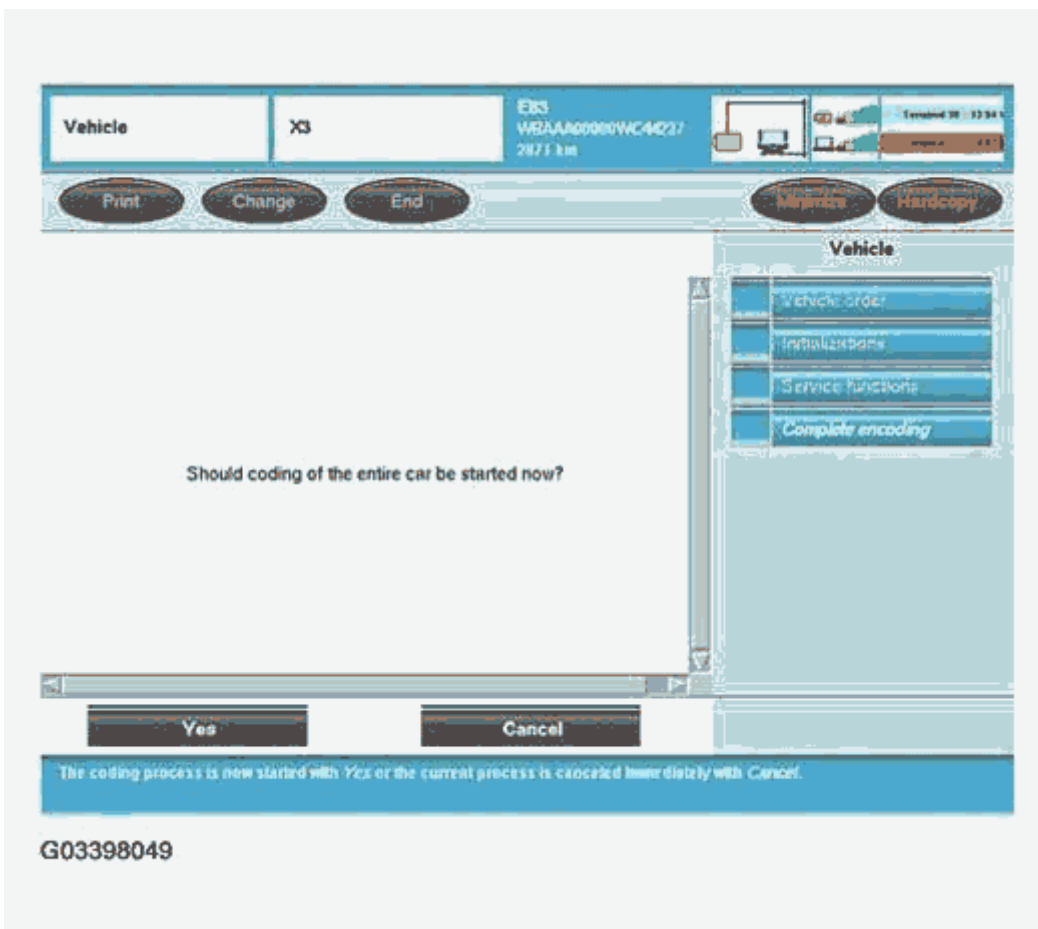 Vehicle
X3
E83
2871 km
Print
Change
End
Minimize
Hardcopy
Vehicle
Vehicle order
Initializations
Service functions
Complete encoding
Should coding of the entire car be started now?
Yes
Cancel
The coding process is now started with Yes or the current process is canceled immediately with Cancel.
G03398049